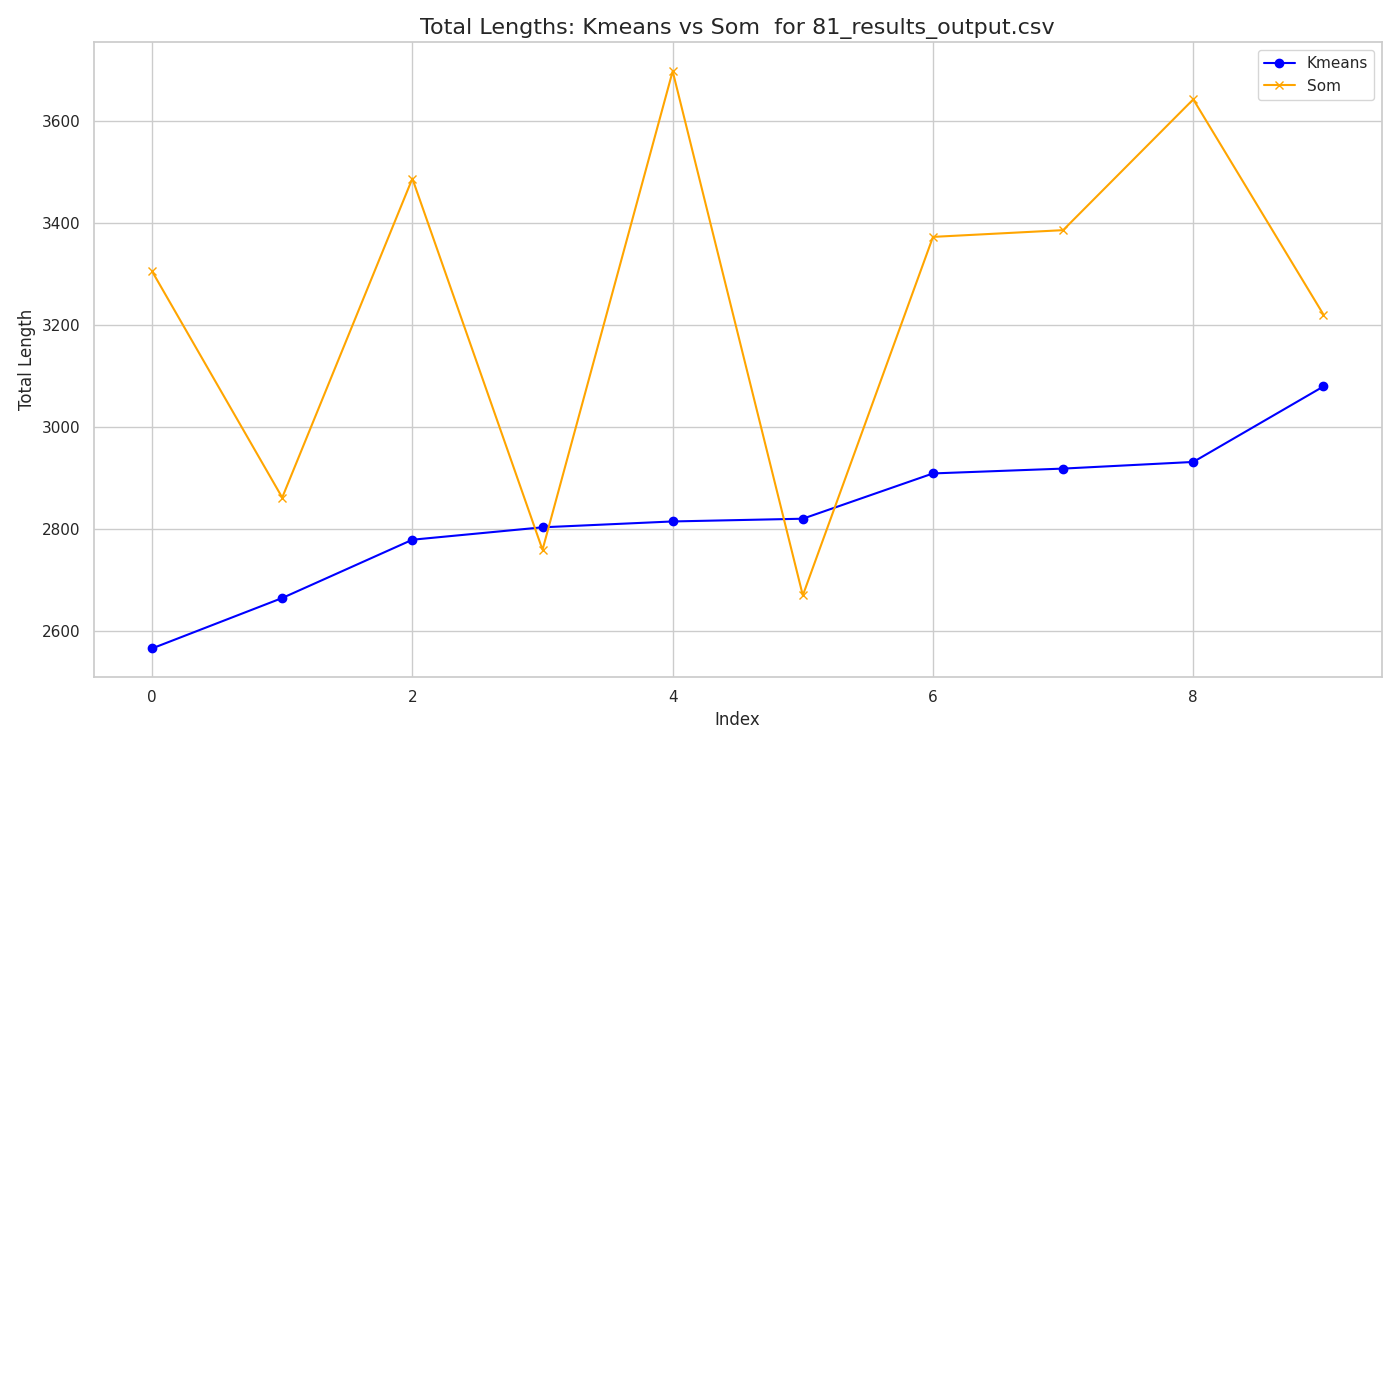 Total Lengths: Kmeans vs Som  for 81_results_output.csv
Kmeans
Som
Total Length
3600
3400
3200
3000
2800
2600
0 2 4 6 8
Index